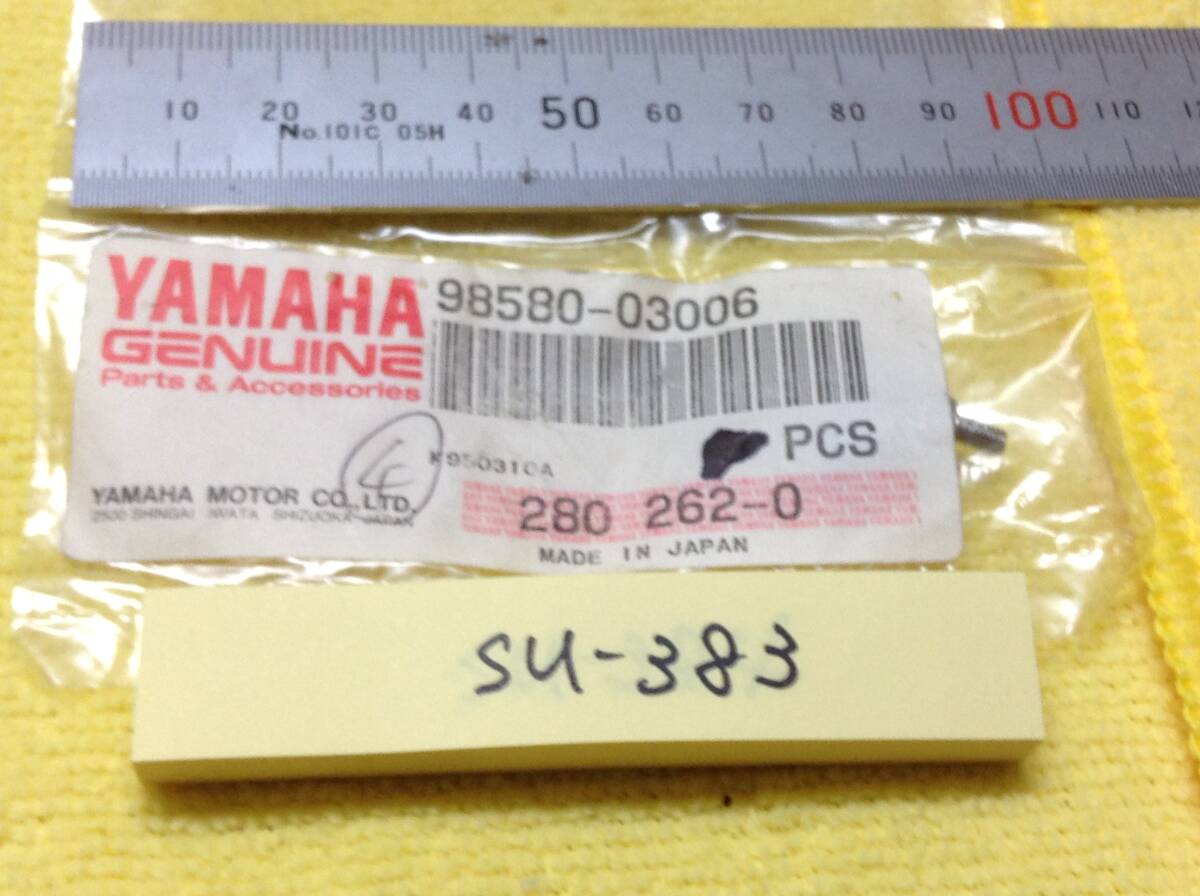 10 20 30 40 50 60 70 80 90 100 110
No.101C 05H
YAMAHA
GENUINE
Parts & Accessories
98580-03006
PCS
4
K950310A
YAMAHA MOTOR CO.,LTD.
2500 SHINGAI IWATA SHIZUOKA JAPAN
280 262-0
MADE IN JAPAN
SU-383